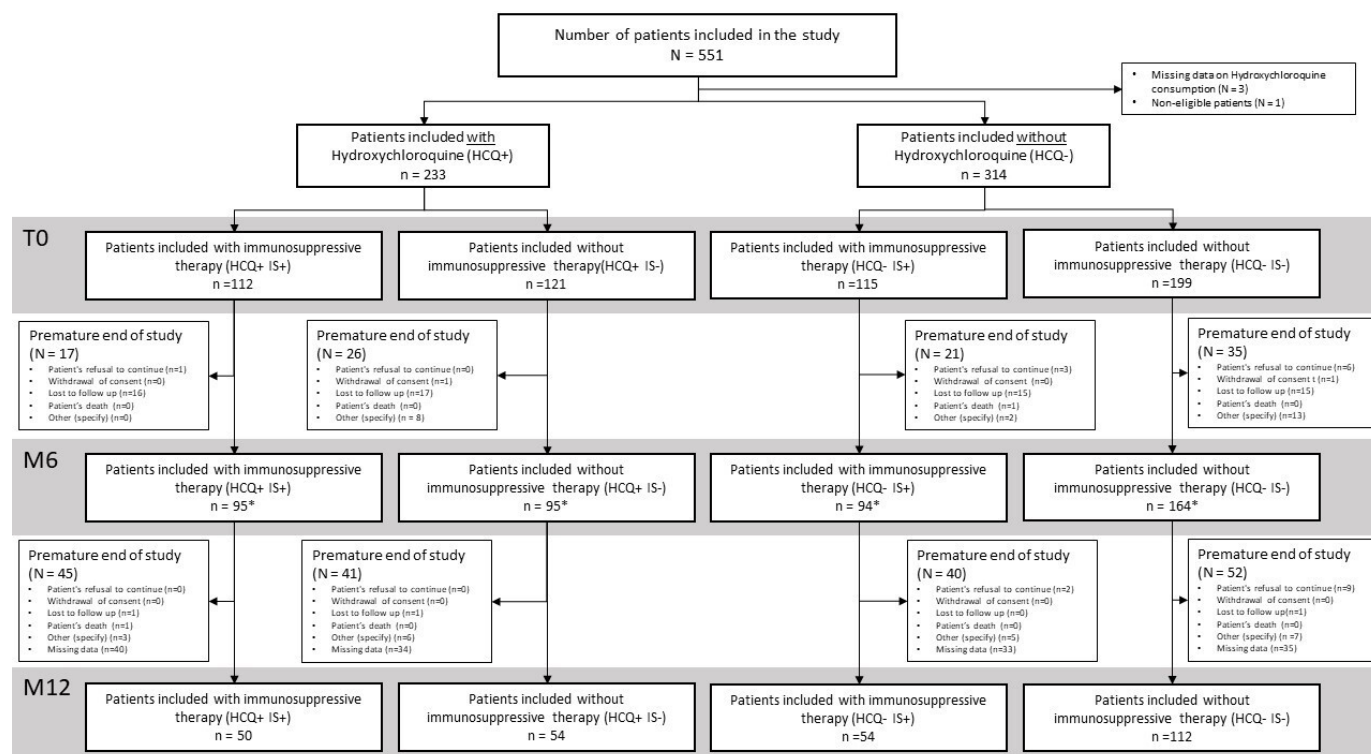 Number of patients included in the study
N = 551
• Missing data on Hydroxychloroquine
consumption (N = 3)
• Non-eligible patients (N = 1)
Patients included with
Hydroxychloroquine (HCQ+)
n = 233
Patients included without
Hydroxychloroquine (HCQ-)
n = 314
T0
Patients included with immunosuppressive
therapy (HCQ+ IS+)
n =112
Patients included without
immunosuppressive therapy(HCQ+ IS-)
n =121
Patients included with immunosuppressive
therapy (HCQ- IS+)
n =115
Patients included without
immunosuppressive therapy (HCQ- IS-)
n =199
Premature end of study
(N = 17)
• Patient's refusal to continue (n=1)
• Withdrawal of consent (n=0)
• Lost to follow up (n=16)
• Patient's death (n=0)
• Other (specify) (n=0)
Premature end of study
(N = 26)
• Patient's refusal to continue (n=0)
• Withdrawal of consent (n=1)
• Lost to follow up (n=17)
• Patient's death (n=0)
• Other (specify) (n = 8)
Premature end of study
(N = 21)
• Patient's refusal to continue (n=3)
• Withdrawal of consent (n=0)
• Lost to follow up (n=15)
• Patient's death (n=1)
• Other (specify) (n=2)
Premature end of study
(N = 35)
• Patient's refusal to continue (n=6)
• Withdrawal of consent t (n=1)
• Lost to follow up (n=15)
• Patient's death (n=0)
• Other (specify) (n=13)
M6
Patients included with immunosuppressive
therapy (HCQ+ IS+)
n = 95*
Patients included without
immunosuppressive therapy (HCQ+ IS-)
n = 95*
Patients included with immunosuppressive
therapy (HCQ- IS+)
n = 94*
Patients included without
immunosuppressive therapy (HCQ- IS-)
n = 164*
Premature end of study
(N = 45)
• Patient's refusal to continue (n=0)
• Withdrawal of consent (n=0)
• Lost to follow up (n=1)
• Patient's death (n=1)
• Other (specify) (n=3)
• Missing data (n=40)
Premature end of study
(N = 41)
• Patient's refusal to continue (n=0)
• Withdrawal of consent (n=0)
• Lost to follow up (n=1)
• Patient's death (n=0)
• Other (specify) (n=6)
• Missing data (n=34)
Premature end of study
(N = 40)
• Patient's refusal to continue (n=2)
• Withdrawal of consent (n=0)
• Lost to follow up (n=0)
• Patient's death (n=0)
• Other (specify) (n=5)
• Missing data (n=33)
Premature end of study
(N = 52)
• Patient's refusal to continue (n=9)
• Withdrawal of consent (n=0)
• Lost to follow up(n=1)
• Patient's death (n=0)
• Other (specify) (n =7)
• Missing data (n=35)
M12
Patients included with immunosuppressive
therapy (HCQ+ IS+)
n = 50
Patients included without
immunosuppressive therapy (HCQ+ IS-)
n = 54
Patients included with immunosuppressive
therapy (HCQ- IS+)
n =54
Patients included without
immunosuppressive therapy (HCQ- IS-)
n =112